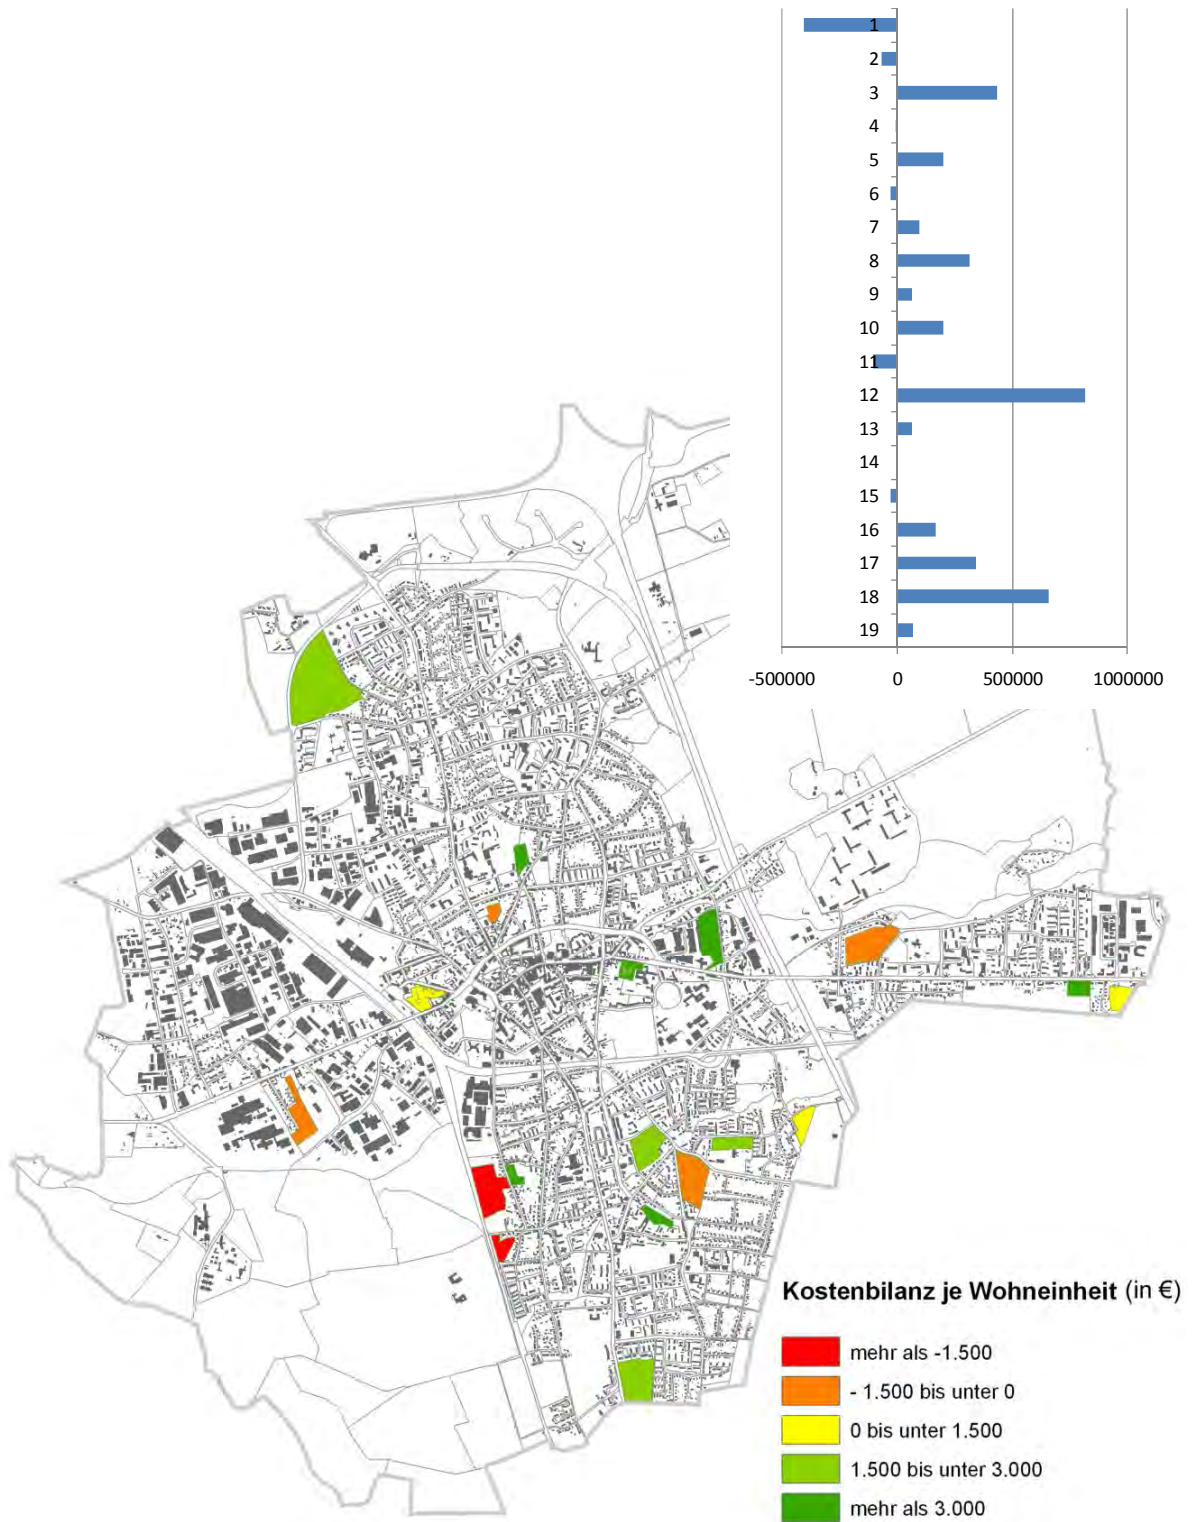 1
2
3
4
5
6
7
8
9
10
11
12
13
14
15
16
17
18
19
-500000 0 500000 1000000
Kostenbilanz je Wohneinheit (in €)
mehr als -1.500
- 1.500 bis unter 0
0 bis unter 1.500
1.500 bis unter 3.000
mehr als 3.000